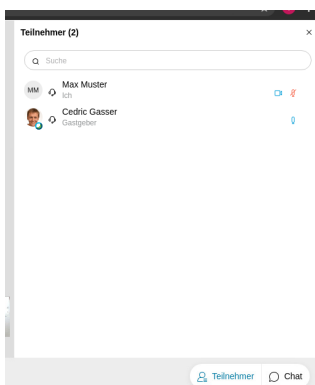 Teilnehmer (2)
Suche
MM
Max Muster
Ich
Cedric Gasser
Gastgeber
Teilnehmer
Chat